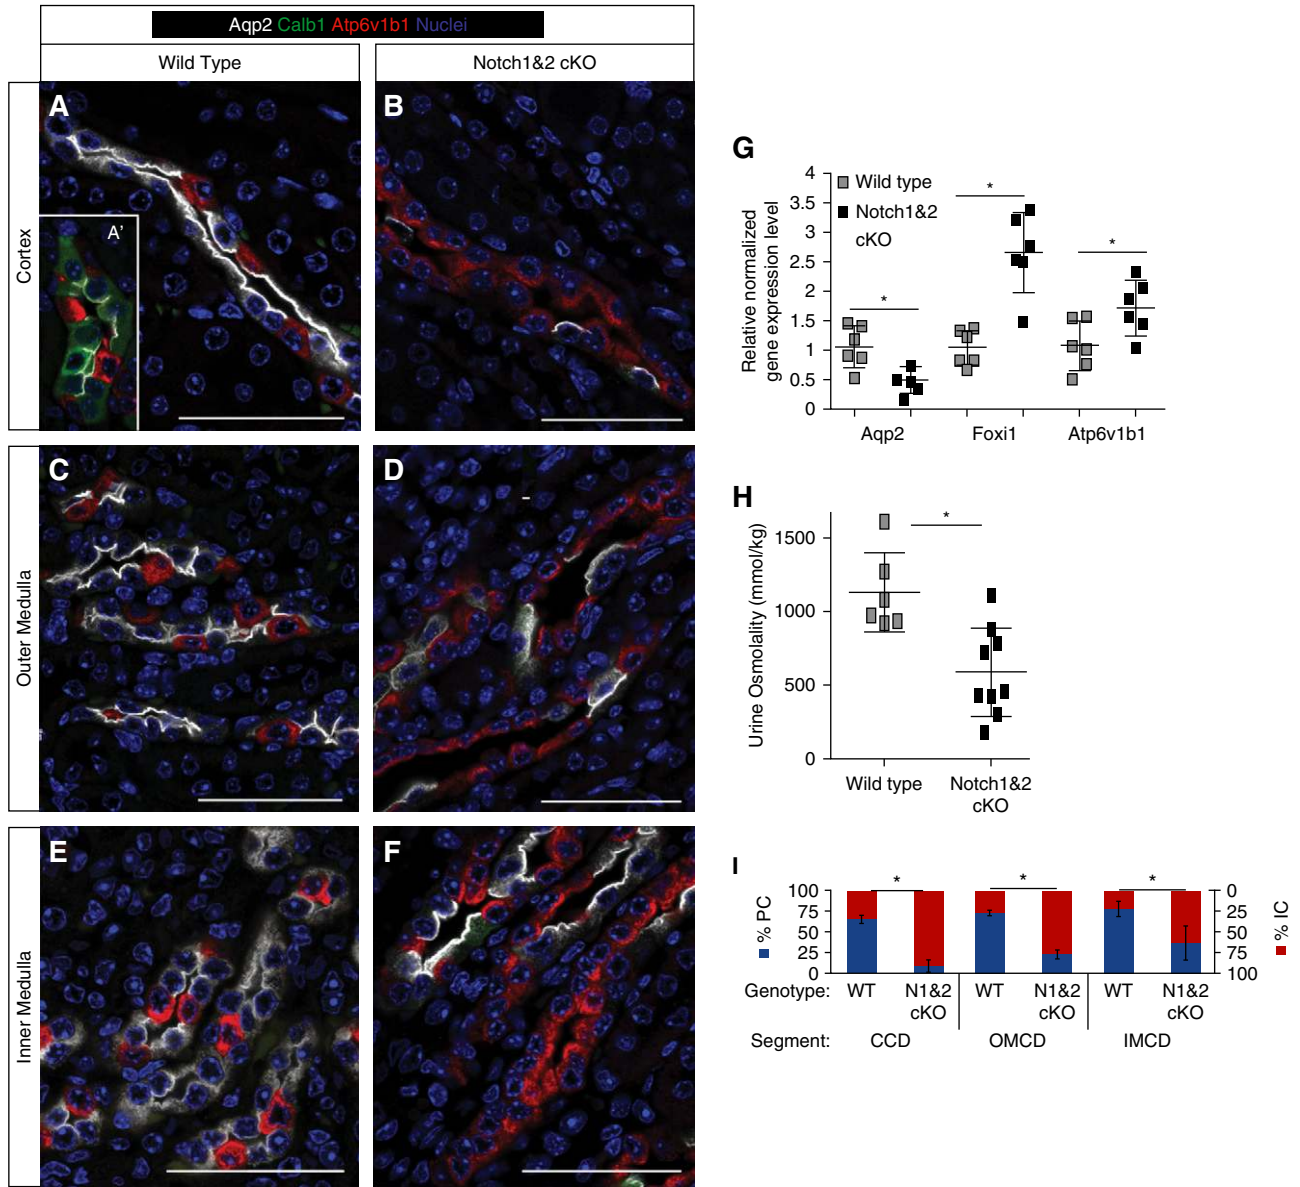 Aqp2 Calb1 Atp6v1b1 Nuclei
Wild Type
Notch1&2 cKO
Cortex
A
A'
B
Outer Medulla
C
D
Inner Medulla
E
F
G
Relative normalized
gene expression level
4
3.5
3
2.5
2
1.5
1
0.5
0
Wild type
Notch1&2
cKO
*
*
*
Aqp2
Foxi1
Atp6v1b1
H
Urine Osmolality (mmol/kg)
1500
1000
500
0
*
Wild type
Notch1&2
cKO
I
% PC
100
75
50
25
0
*
*
*
0
25
50
75
100
% IC
Genotype: WT N1&2 cKO WT N1&2 cKO WT N1&2 cKO
Segment: CCD OMCD IMCD